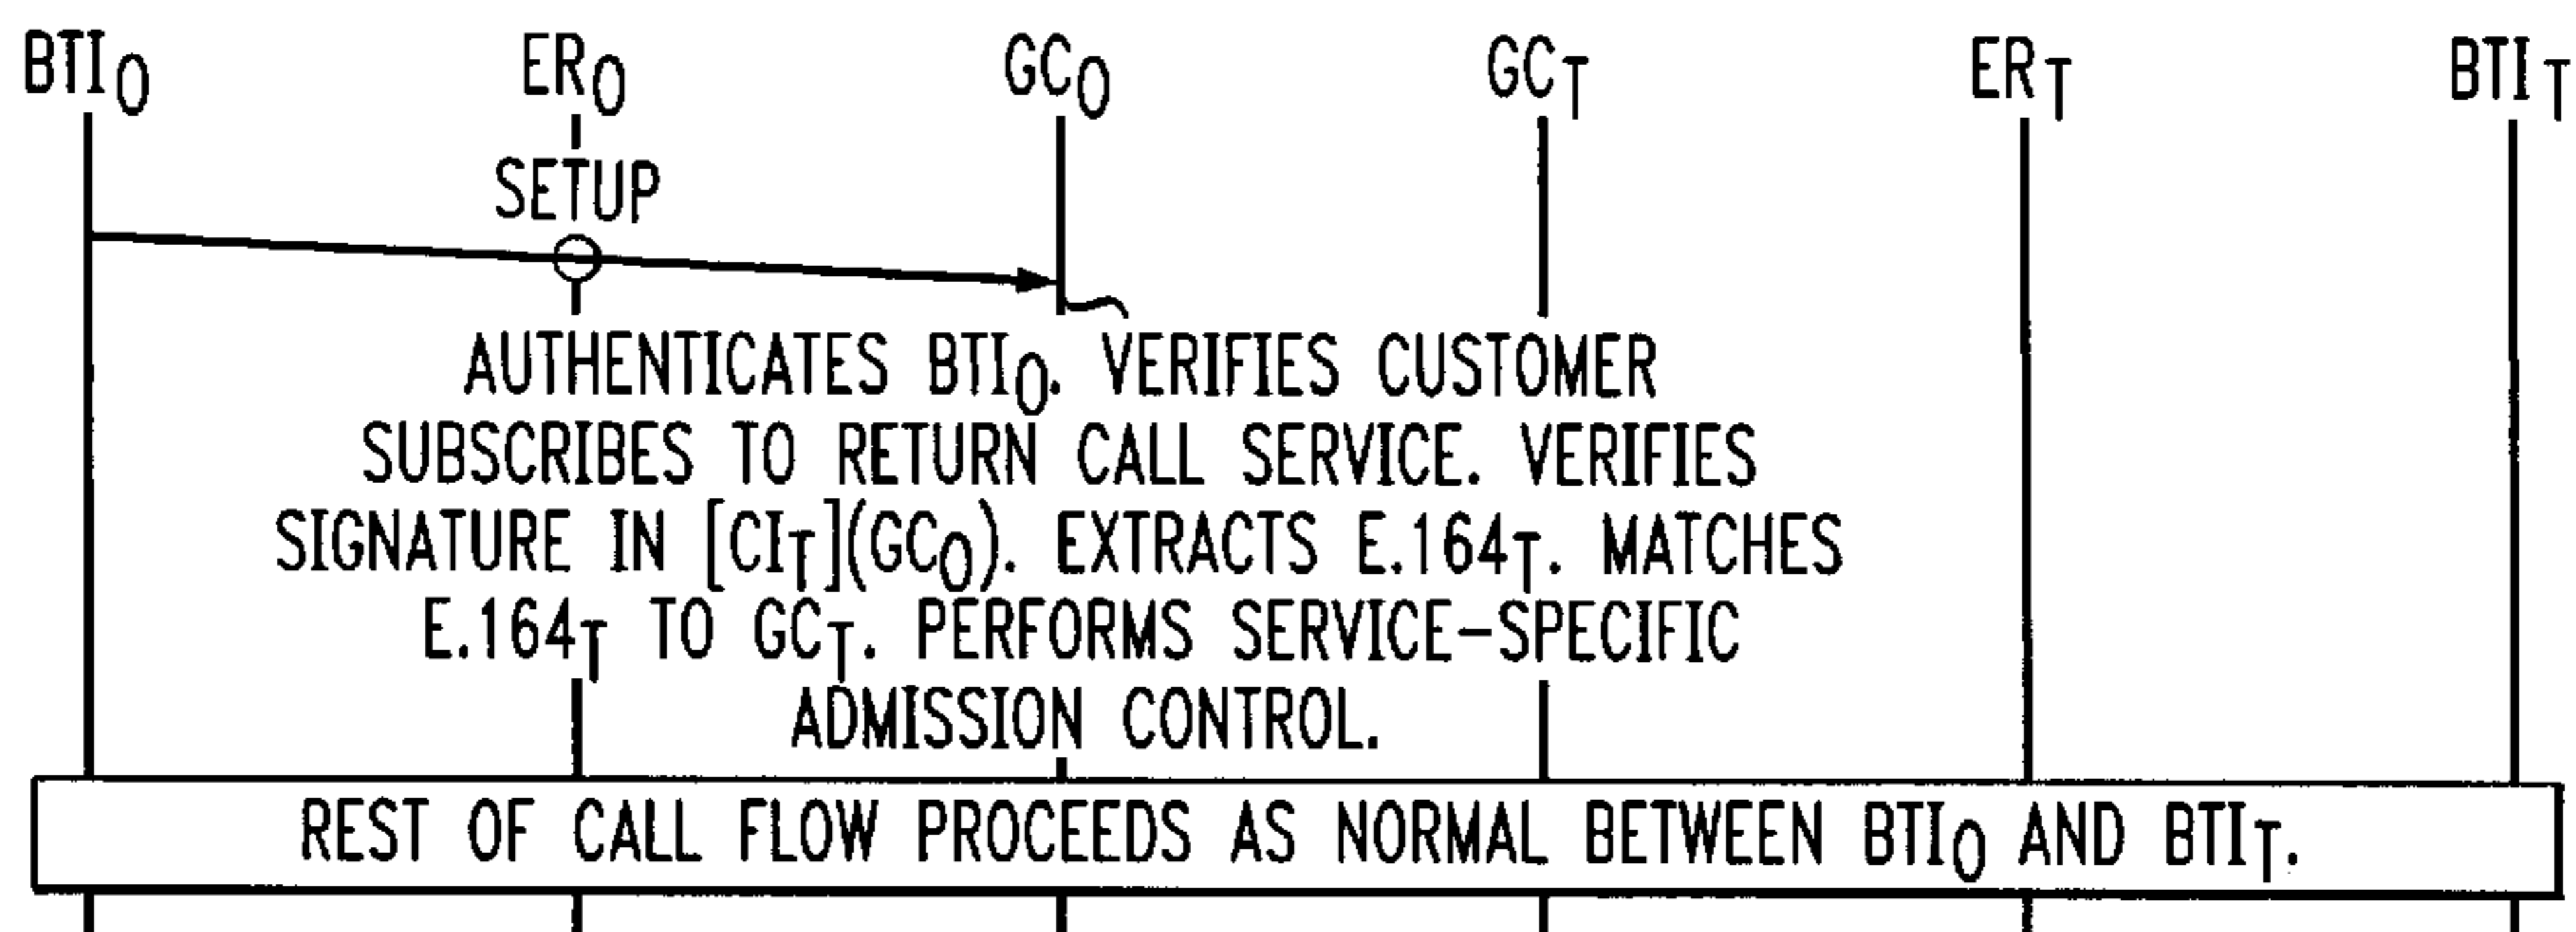 BTIO ERO GCO GCT ERT BTIT
SETUP
AUTHENTICATES BTIO. VERIFIES CUSTOMER
SUBSCRIBES TO RETURN CALL SERVICE. VERIFIES
SIGNATURE IN [CIT](GCO). EXTRACTS E.164T. MATCHES
E.164T TO GCT. PERFORMS SERVICE-SPECIFIC
ADMISSION CONTROL.
REST OF CALL FLOW PROCEEDS AS NORMAL BETWEEN BTIO AND BTIT.